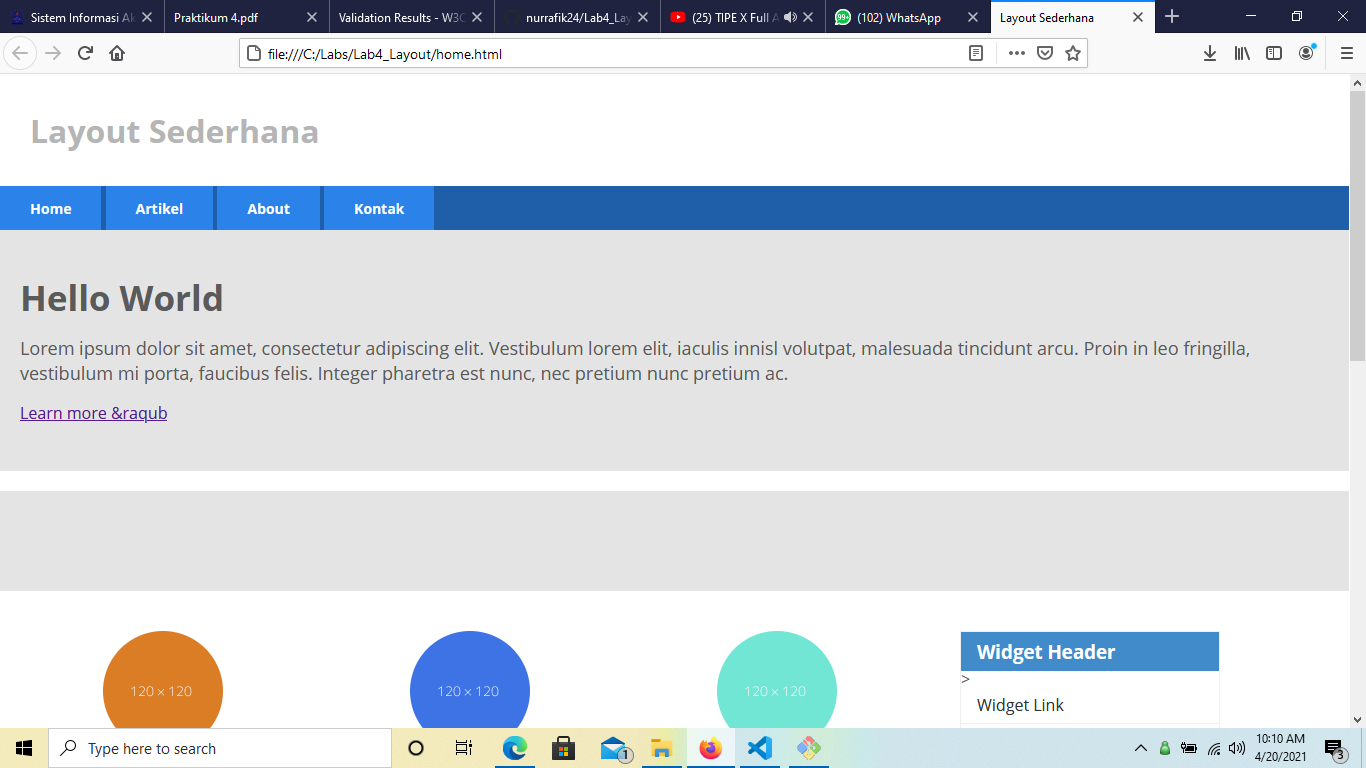 Sistem Informasi Ak
Praktikum 4.pdf
Validation Results - W3C
nurrafik24/Lab4_Lay
(25) TIPE X Full A
99+
(102) WhatsApp
Layout Sederhana
file:///C:/Labs/Lab4_Layout/home.html
Layout Sederhana
Home
Artikel
About
Kontak
Hello World
Lorem ipsum dolor sit amet, consectetur adipiscing elit. Vestibulum lorem elit, iaculis innisl volutpat, malesuada tincidunt arcu. Proin in leo fringilla,
vestibulum mi porta, faucibus felis. Integer pharetra est nunc, nec pretium nunc pretium ac.
Learn more &raqub
120 × 120
120 × 120
120 × 120
Widget Header
>
Widget Link
Type here to search
1
10:10 AM
4/20/2021
3